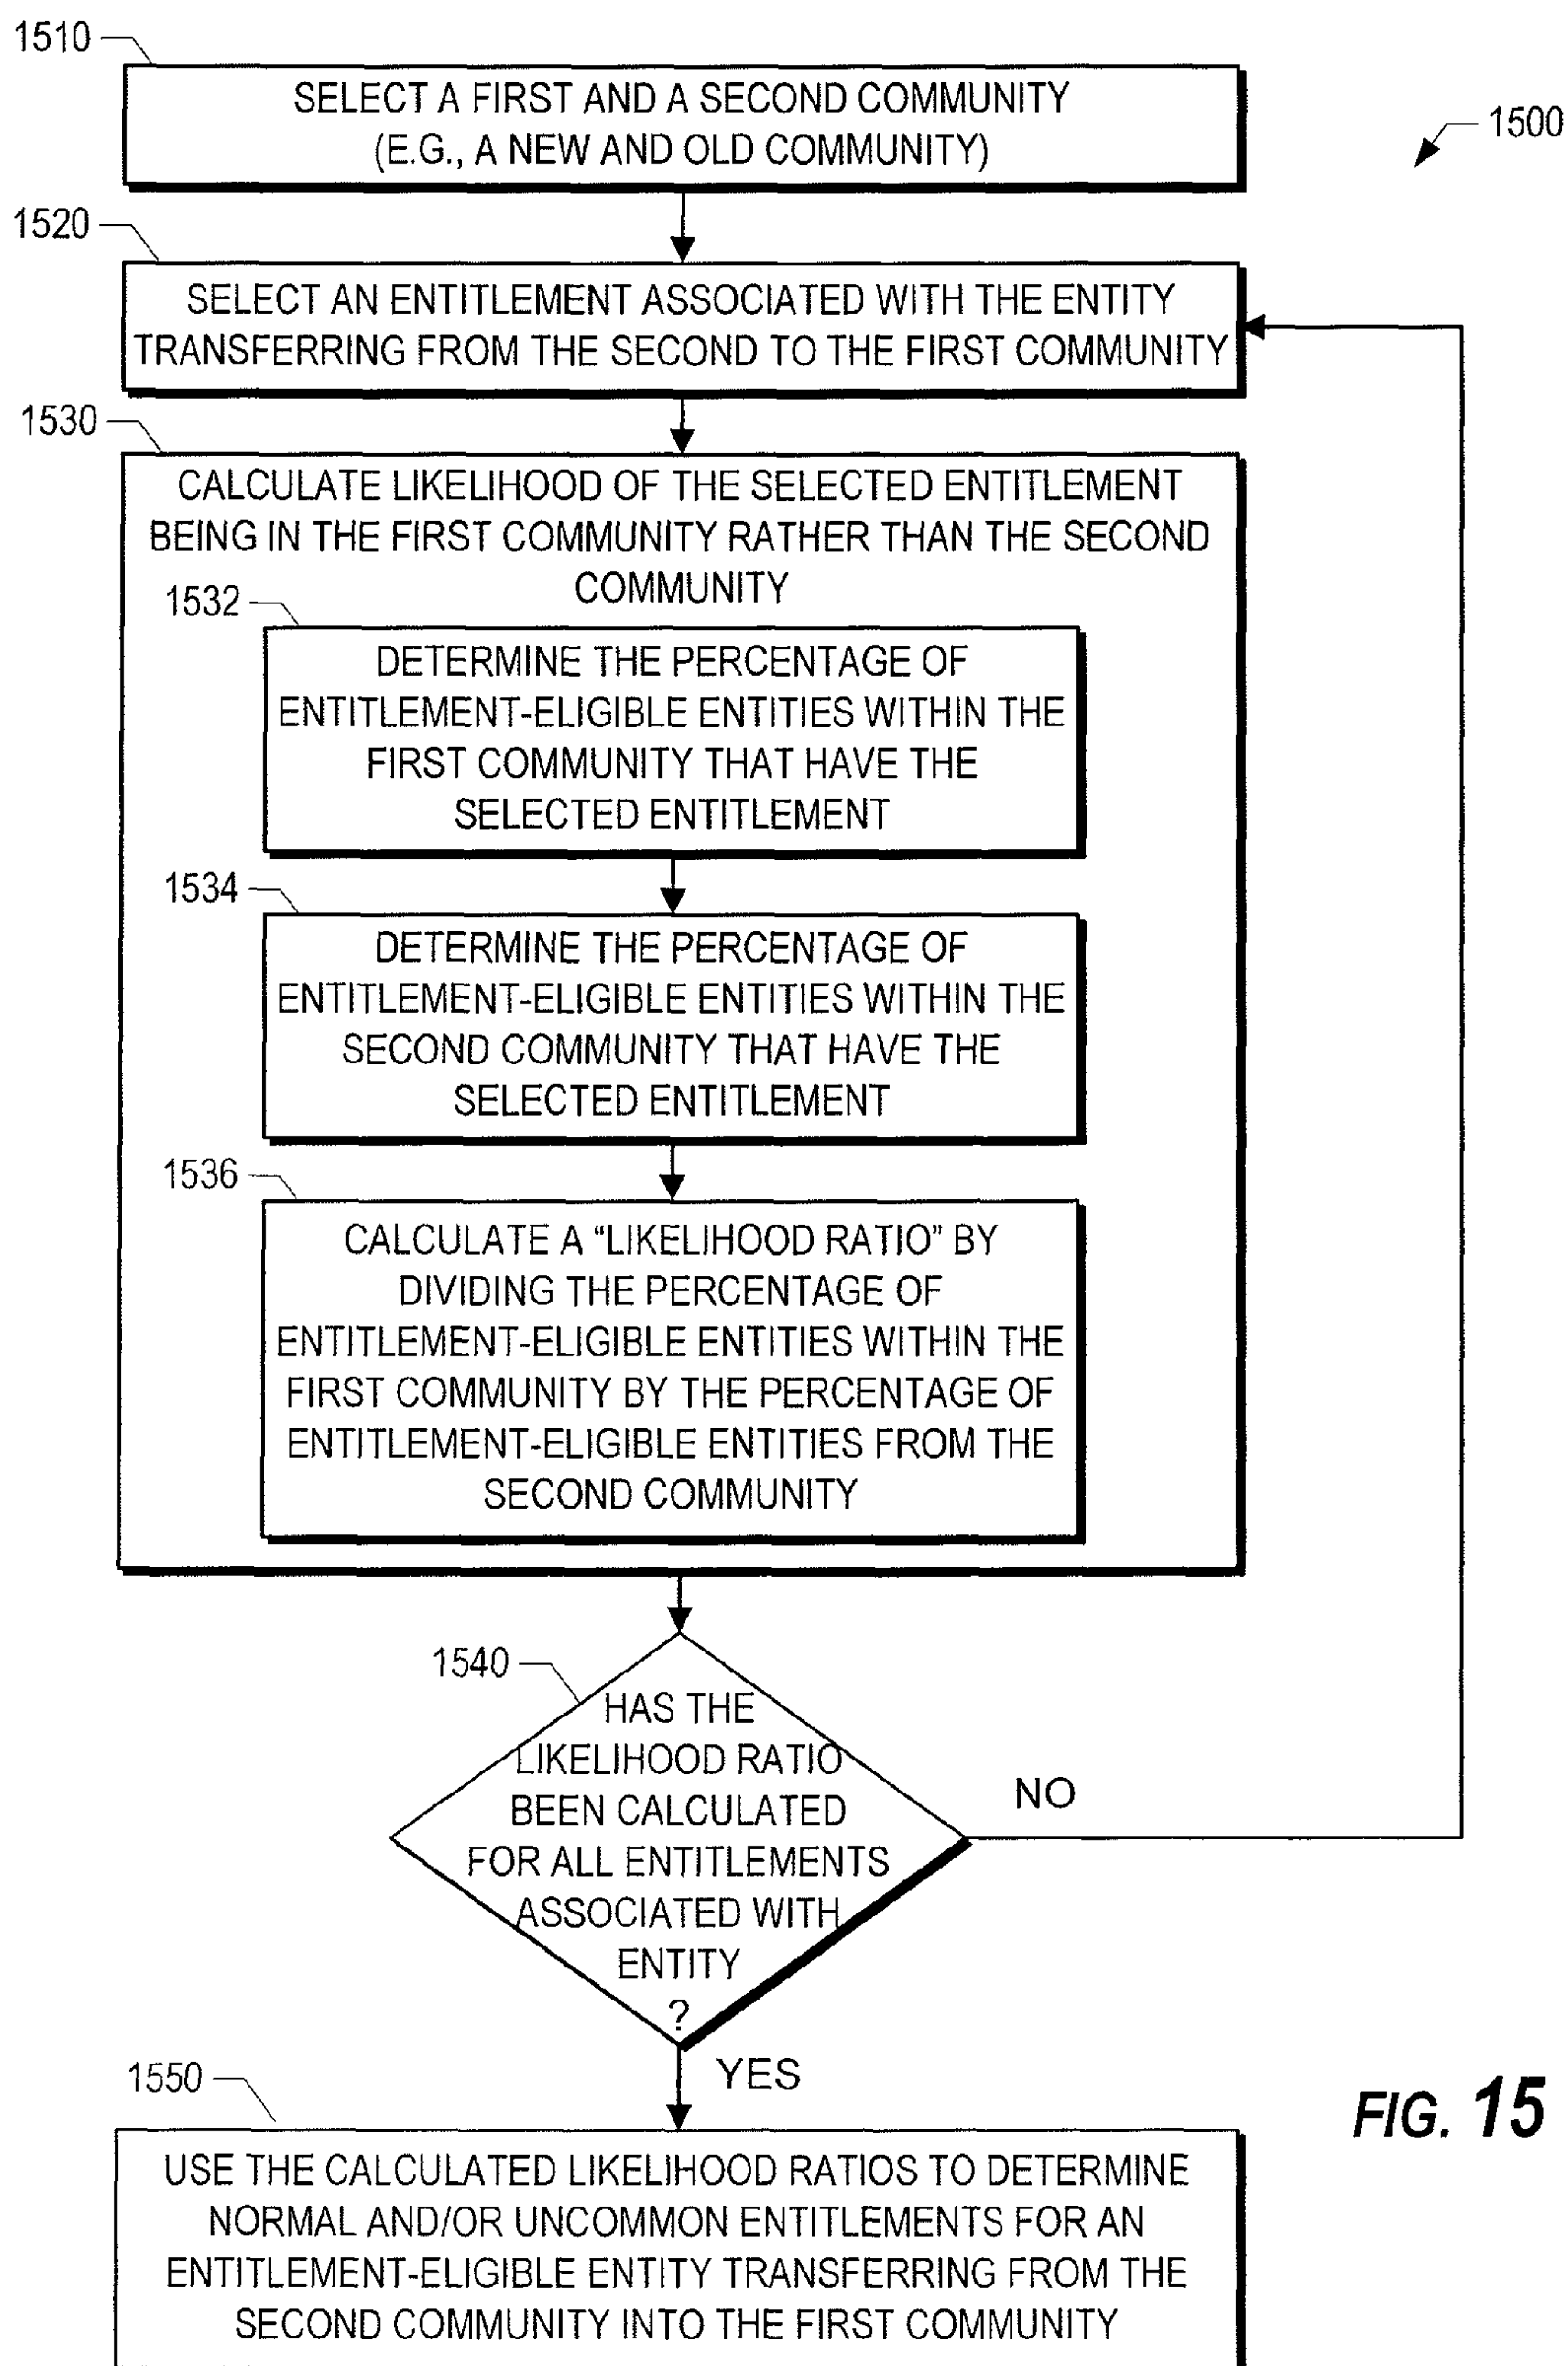 1510
SELECT A FIRST AND A SECOND COMMUNITY
(E.G., A NEW AND OLD COMMUNITY)
1500
1520
SELECT AN ENTITLEMENT ASSOCIATED WITH THE ENTITY
TRANSFERRING FROM THE SECOND TO THE FIRST COMMUNITY
1530
CALCULATE LIKELIHOOD OF THE SELECTED ENTITLEMENT
BEING IN THE FIRST COMMUNITY RATHER THAN THE SECOND
COMMUNITY
1532
DETERMINE THE PERCENTAGE OF
ENTITLEMENT-ELIGIBLE ENTITIES WITHIN THE
FIRST COMMUNITY THAT HAVE THE
SELECTED ENTITLEMENT
1534
DETERMINE THE PERCENTAGE OF
ENTITLEMENT-ELIGIBLE ENTITIES WITHIN THE
SECOND COMMUNITY THAT HAVE THE
SELECTED ENTITLEMENT
1536
CALCULATE A “LIKELIHOOD RATIO” BY
DIVIDING THE PERCENTAGE OF
ENTITLEMENT-ELIGIBLE ENTITIES WITHIN THE
FIRST COMMUNITY BY THE PERCENTAGE OF
ENTITLEMENT-ELIGIBLE ENTITIES FROM THE
SECOND COMMUNITY
1540
HAS THE
LIKELIHOOD RATIO
BEEN CALCULATED
FOR ALL ENTITLEMENTS
ASSOCIATED WITH
ENTITY
?
NO
YES
1550
USE THE CALCULATED LIKELIHOOD RATIOS TO DETERMINE
NORMAL AND/OR UNCOMMON ENTITLEMENTS FOR AN
ENTITLEMENT-ELIGIBLE ENTITY TRANSFERRING FROM THE
SECOND COMMUNITY INTO THE FIRST COMMUNITY
FIG. 15